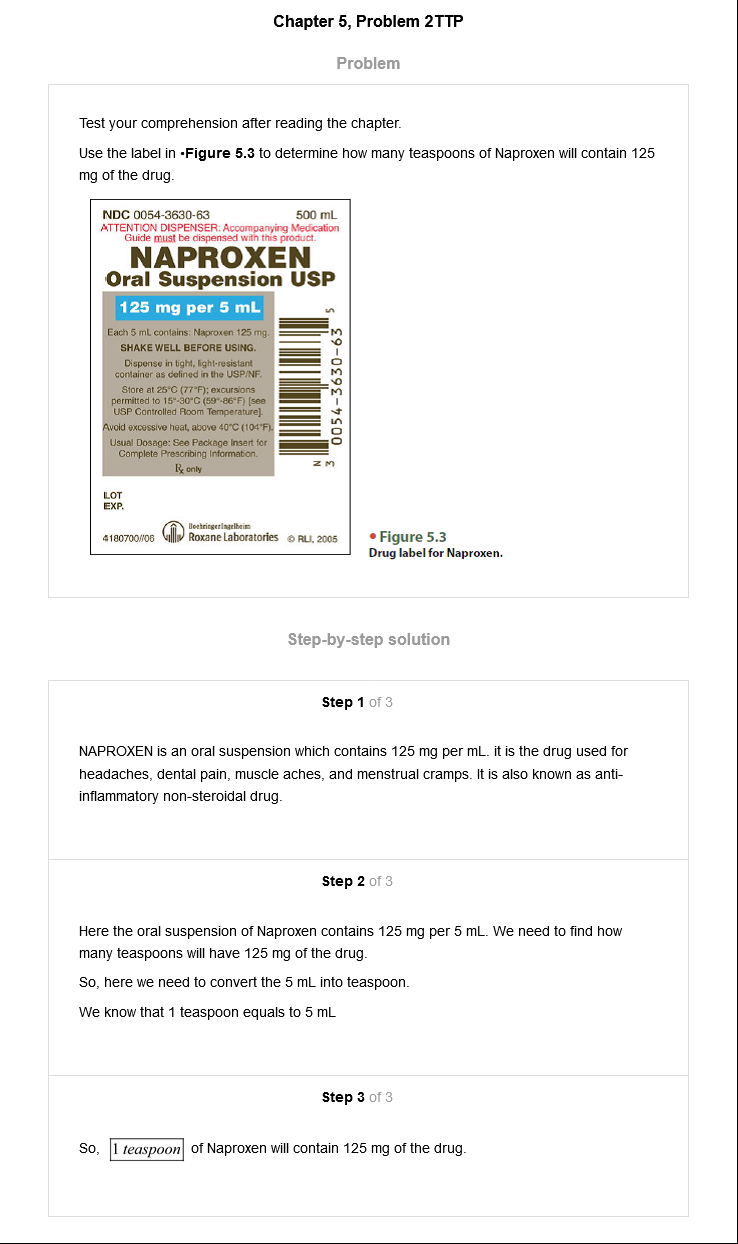 Chapter 5, Problem 2TTP
Problem
Test your comprehension after reading the chapter.
Use the label in •Figure 5.3 to determine how many teaspoons of Naproxen will contain 125
mg of the drug.
NDC 0054-3630-63 500 mL
ATTENTION DISPENSER: Accompanying Medication
Guide must be dispensed with this product.
NAPROXEN
Oral Suspension USP
125 mg per 5 mL
Each 5 mL contains: Naproxen 125 mg.
SHAKE WELL BEFORE USING.
Dispense in tight, light-resistant
container as defined in the USP/NF.
Store at 25°C (77°F); excursions
permitted to 15°-30°C (59°-86°F) [see
USP Controlled Room Temperature].
Avoid excessive heat, above 40°C (104°F).
Usual Dosage: See Package Insert for
Complete Prescribing Information.
℞ only
5
0054-3630-63
N 3
LOT
EXP.
4180700//06
Boehringer Ingelheim
Roxane Laboratories
© RLI, 2005
• Figure 5.3
Drug label for Naproxen.
Step-by-step solution
Step 1 of 3
NAPROXEN is an oral suspension which contains 125 mg per mL. it is the drug used for
headaches, dental pain, muscle aches, and menstrual cramps. It is also known as anti-
inflammatory non-steroidal drug.
Step 2 of 3
Here the oral suspension of Naproxen contains 125 mg per 5 mL. We need to find how
many teaspoons will have 125 mg of the drug.
So, here we need to convert the 5 mL into teaspoon.
We know that 1 teaspoon equals to 5 mL
Step 3 of 3
So, 1 teaspoon of Naproxen will contain 125 mg of the drug.